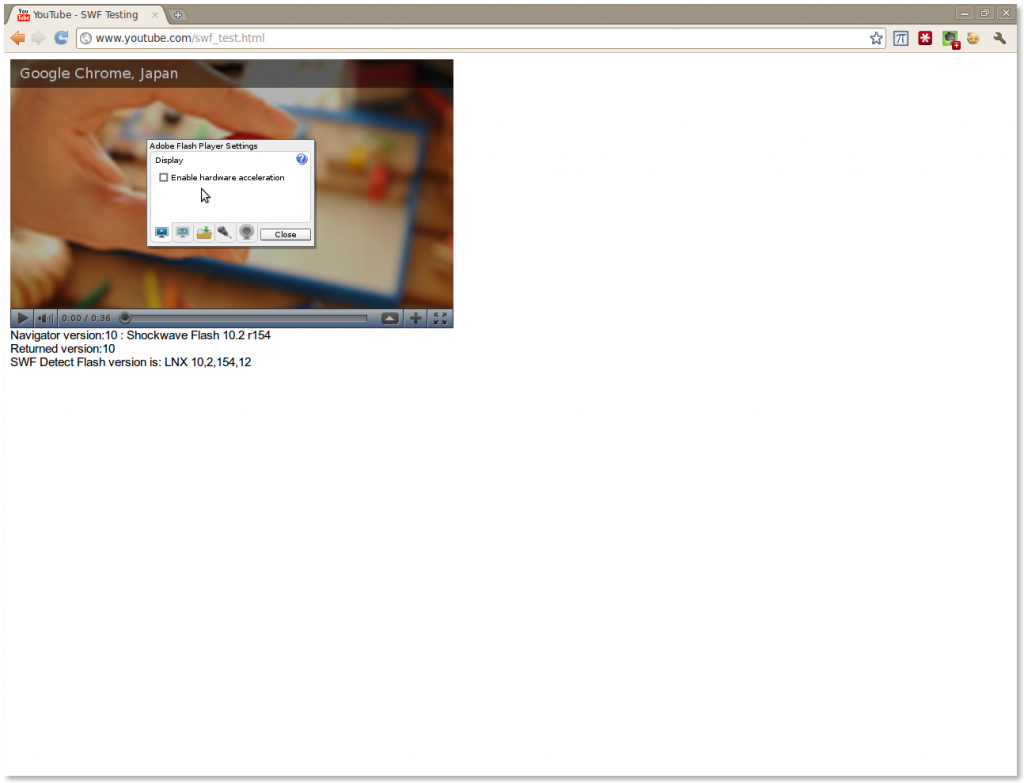 YouTube - SWF Testing
www.youtube.com/swf_test.html
Google Chrome, Japan
Adobe Flash Player Settings
Display
Enable hardware acceleration
Close
0:00 / 0:36
Navigator version:10 : Shockwave Flash 10.2 r154
Returned version:10
SWF Detect Flash version is: LNX 10,2,154,12